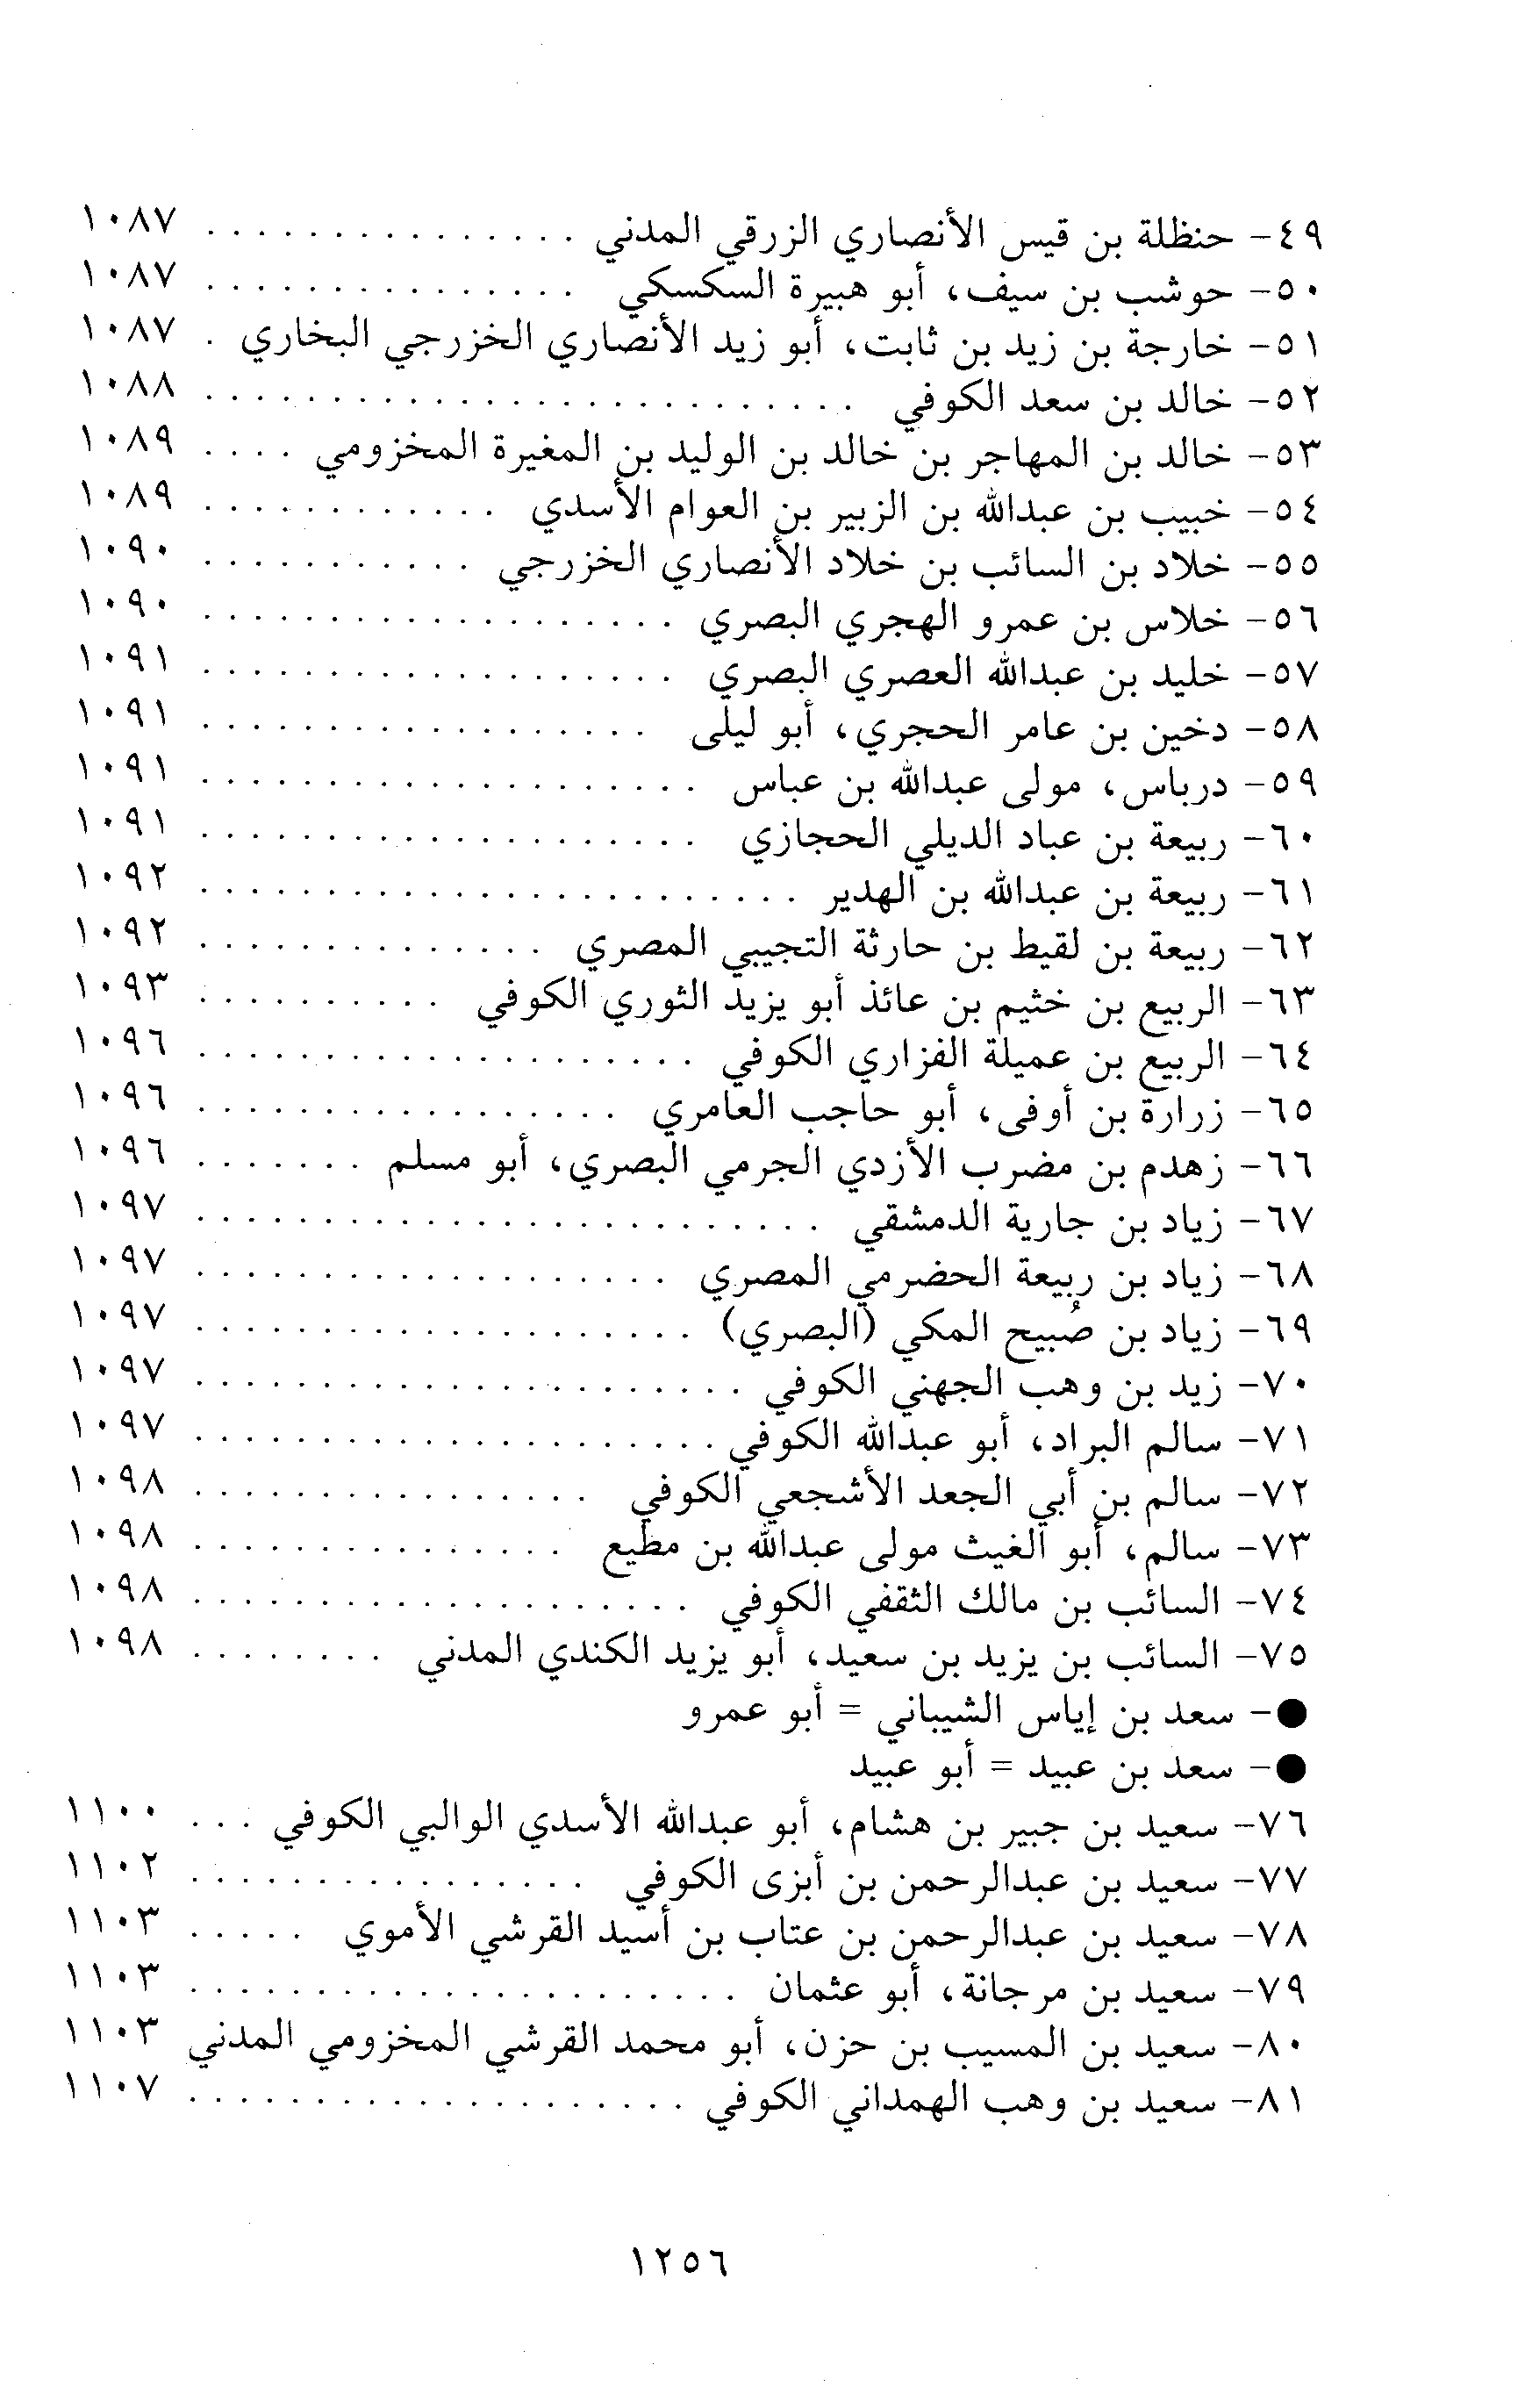 ٤٩- حنظلة بن قيس الأنصاري الزرقي المدني . . . . . . . . . . . . . . . ١٠٨٧
٥٠- حوشب بن سيف، أبو هبيرة السكسكي . . . . . . . . . . . . . . . ١٠٨٧
٥١- خارجة بن زيد بن ثابت، أبو زيد الأنصاري الخزرجي البخاري . ١٠٨٧
٥٢- خالد بن سعد الكوفي . . . . . . . . . . . . . . . . . . . . . . . . . . ١٠٨٨
٥٣- خالد بن المهاجر بن خالد بن الوليد بن المغيرة المخزومي . . . . ١٠٨٩
٥٤- خبيب بن عبدالله بن الزبير بن العوام الأسدي . . . . . . . . . . . . ١٠٨٩
٥٥- خلاد بن السائب بن خلاد الأنصاري الخزرجي . . . . . . . . . . . ١٠٩٠
٥٦- خلاس بن عمرو الهجري البصري . . . . . . . . . . . . . . . . . . . ١٠٩٠
٥٧- خليد بن عبدالله العصري البصري . . . . . . . . . . . . . . . . . . . ١٠٩١
٥٨- دخين بن عامر الحجري، أبو ليلى . . . . . . . . . . . . . . . . . . ١٠٩١
٥٩- درباس، مولى عبدالله بن عباس . . . . . . . . . . . . . . . . . . . . ١٠٩١
٦٠- ربيعة بن عباد الديلي الحجازي . . . . . . . . . . . . . . . . . . . . ١٠٩١
٦١- ربيعة بن عبدالله بن الهدير . . . . . . . . . . . . . . . . . . . . . . . . ١٠٩٢
٦٢- ربيعة بن لقيط بن حارثة التجيبي المصري . . . . . . . . . . . . . . ١٠٩٢
٦٣- الربيع بن خثيم بن عائذ أبو يزيد الثوري الكوفي . . . . . . . . . . ١٠٩٣
٦٤- الربيع بن عميلة الفزاري الكوفي . . . . . . . . . . . . . . . . . . . . ١٠٩٦
٦٥- زرارة بن أوفى، أبو حاجب العامري . . . . . . . . . . . . . . . . . ١٠٩٦
٦٦- زهدم بن مضرب الأزدي الجرمي البصري، أبو مسلم . . . . . . . ١٠٩٦
٦٧- زياد بن جارية الدمشقي . . . . . . . . . . . . . . . . . . . . . . . . . ١٠٩٧
٦٨- زياد بن ربيعة الحضرمي المصري . . . . . . . . . . . . . . . . . . . ١٠٩٧
٦٩- زياد بن صُبيح المكي (البصري) . . . . . . . . . . . . . . . . . . . . ١٠٩٧
٧٠- زيد بن وهب الجهني الكوفي . . . . . . . . . . . . . . . . . . . . . . ١٠٩٧
٧١- سالم البراد، أبو عبدالله الكوفي . . . . . . . . . . . . . . . . . . . . . ١٠٩٧
٧٢- سالم بن أبي الجعد الأشجعي الكوفي . . . . . . . . . . . . . . . . ١٠٩٨
٧٣- سالم، أبو الغيث مولى عبدالله بن مطيع . . . . . . . . . . . . . . . ١٠٩٨
٧٤- السائب بن مالك الثقفي الكوفي . . . . . . . . . . . . . . . . . . . . ١٠٩٨
٧٥- السائب بن يزيد بن سعيد، أبو يزيد الكندي المدني . . . . . . . . ١٠٩٨
●- سعد بن إياس الشيباني = أبو عمرو
●- سعد بن عبيد = أبو عبيد
٧٦- سعيد بن جبير بن هشام، أبو عبدالله الأسدي الوالبي الكوفي . . . ١١٠٠
٧٧- سعيد بن عبدالرحمن بن أبزى الكوفي . . . . . . . . . . . . . . . . ١١٠٢
٧٨- سعيد بن عبدالرحمن بن عتاب بن أسيد القرشي الأموي . . . . . ١١٠٣
٧٩- سعيد بن مرجانة، أبو عثمان . . . . . . . . . . . . . . . . . . . . . . ١١٠٣
٨٠- سعيد بن المسيب بن حزن، أبو محمد القرشي المخزومي المدني ١١٠٣
٨١- سعيد بن وهب الهمداني الكوفي . . . . . . . . . . . . . . . . . . . . ١١٠٧
١٢٥٦